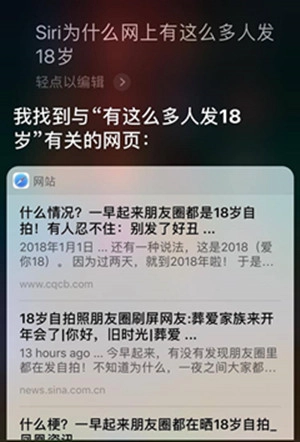 Siri为什么网上有这么多人发
18岁
轻点以编辑
我找到与“有这么多人发18
岁”有关的网页：
网站
什么情况？一早起来朋友圈都是18岁自
拍！有人忍不住：别发了好丑 ...
2018年1月1日 ... 还有一种说法，这是2018（爱
你18）。 因为过两天，就到2018年啦！ 于是...
www.cqcb.com
18岁自拍照朋友圈刷屏网友:葬爱家族来开
年会了|你好，旧时光|葬爱 ...
13 hours ago ... 今天起来，有没有发现朋友圈里
都在发自拍！不知道为什么，一夜之间大家都...
news.sina.com.cn
什么梗？一早起来朋友圈都在晒18岁自拍_
凤凰资讯